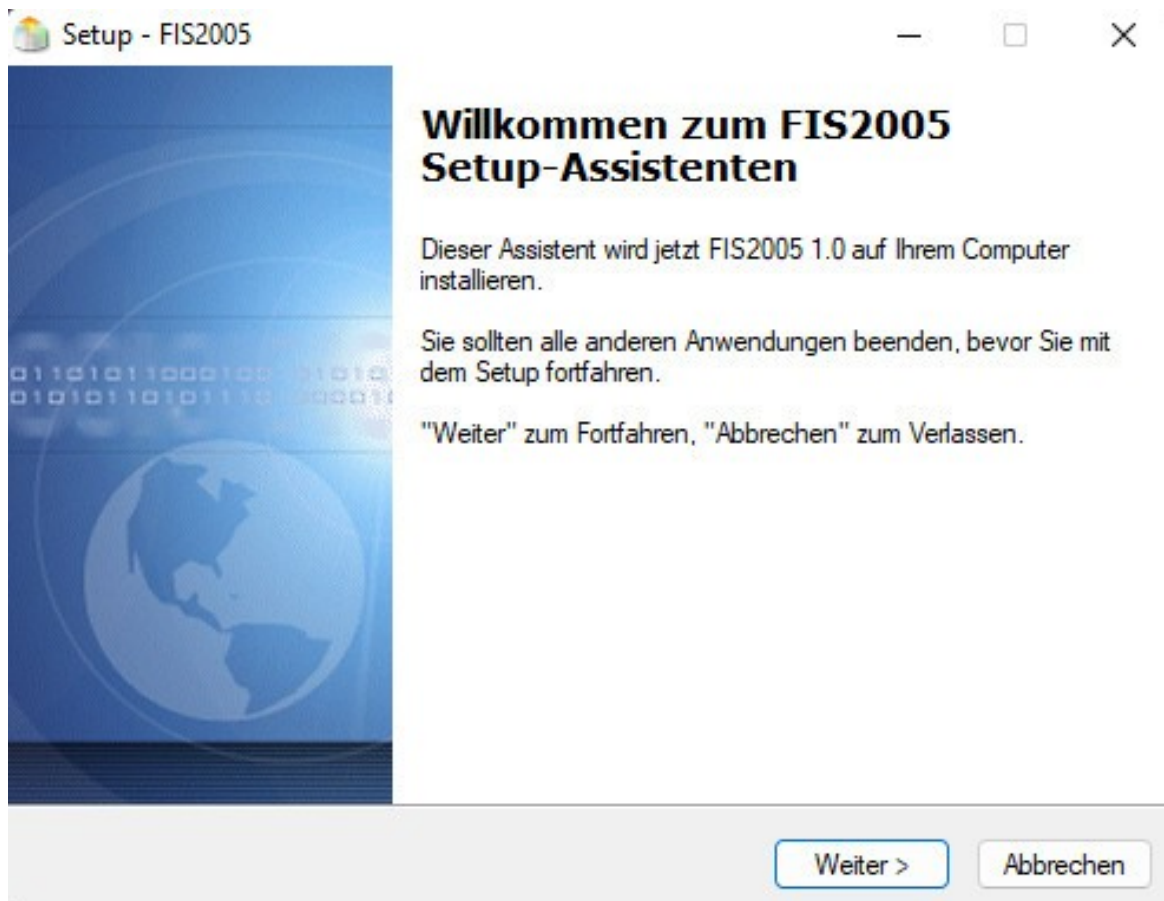 Setup - FIS2005
Willkommen zum FIS2005
Setup-Assistenten
Dieser Assistent wird jetzt FIS2005 1.0 auf Ihrem Computer
installieren.
Sie sollten alle anderen Anwendungen beenden, bevor Sie mit
dem Setup fortfahren.
"Weiter" zum Fortfahren, "Abbrechen" zum Verlassen.
Weiter >
Abbrechen